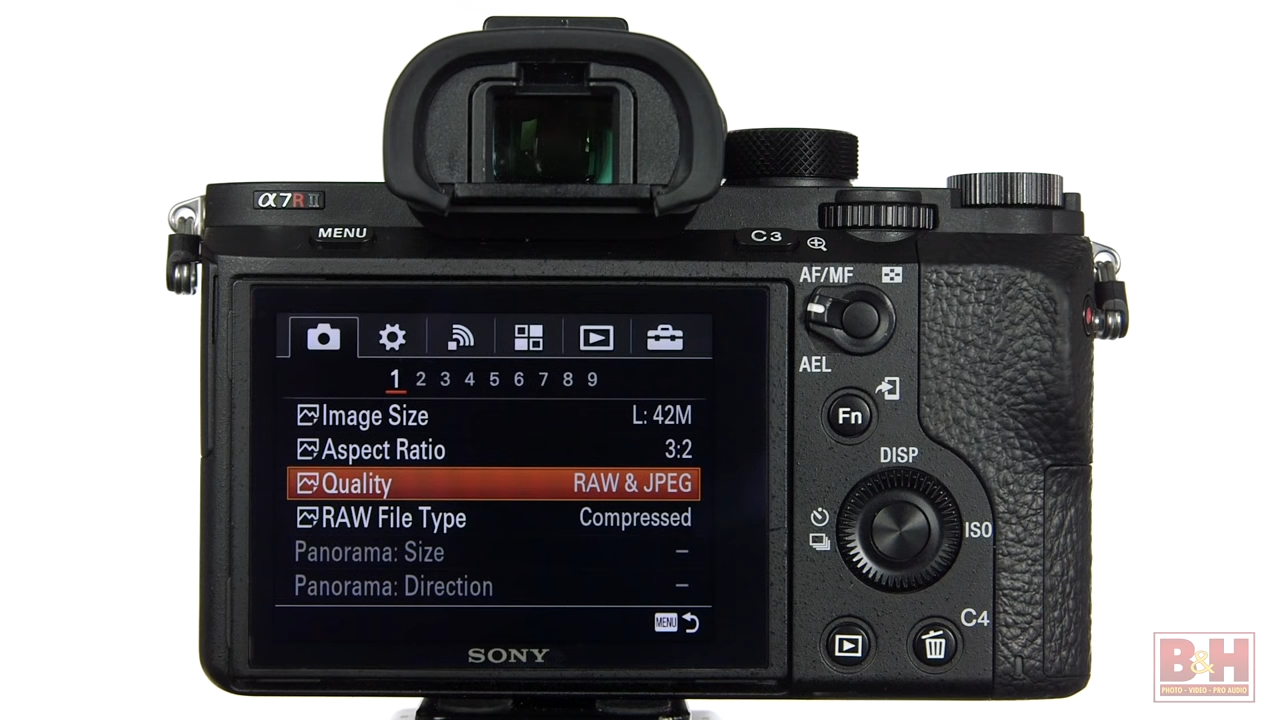 α7RII
MENU
C3
AF/MF
AEL
1 2 3 4 5 6 7 8 9
Image Size L: 42M
Aspect Ratio 3:2
Quality RAW & JPEG
RAW File Type Compressed
Panorama: Size –
Panorama: Direction –
MENU
Fn
DISP
ISO
C4
SONY
B&H
PHOTO - VIDEO - PRO AUDIO